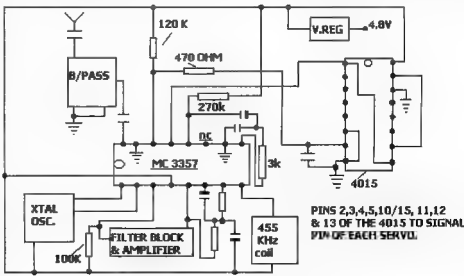 120 K
V.REG
4.8V
470 OHM
B/PASS
270k
nc
MC 3357
3k
4015
XTAL
OSC.
100K
FILTER BLOCK
& AMPLIFIER
455
KHz
coil
PINS 2,3,4,5,10/15, 11,12
& 13 OF THE 4015 TO SIGNAL
PIN OF EACH SERVO.